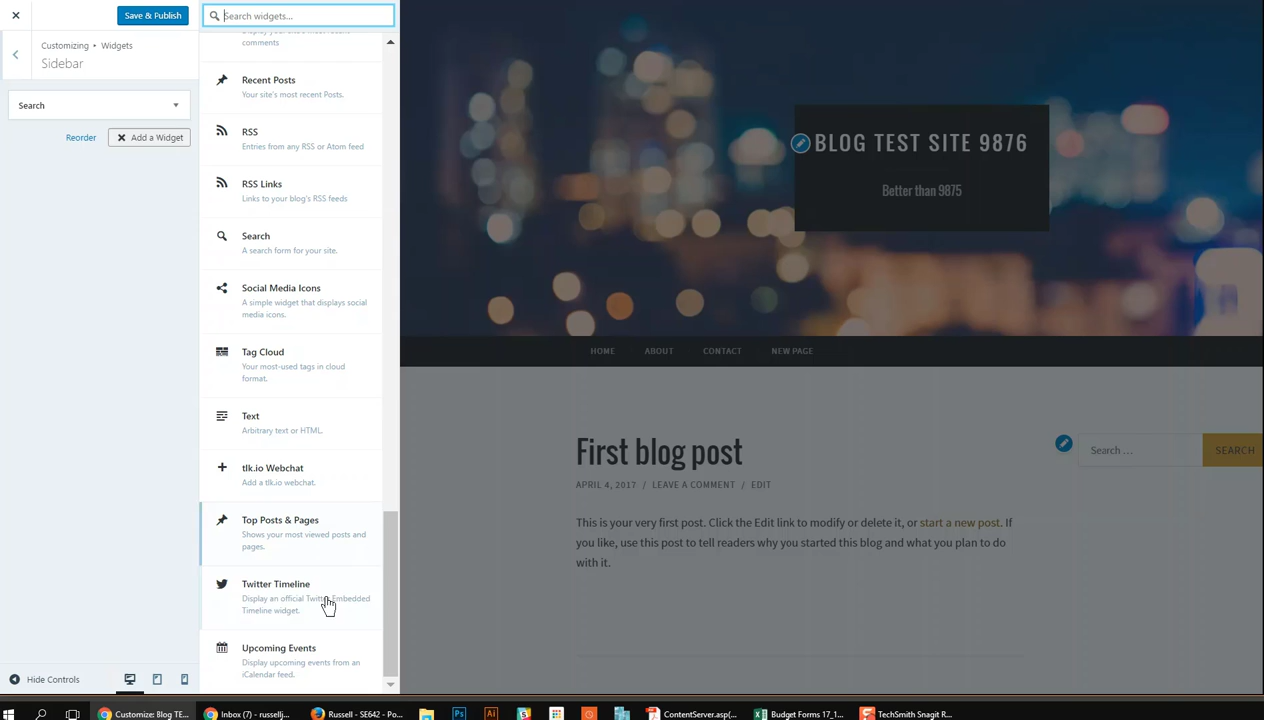 Save & Publish
Search widgets...
Customizing • Widgets
Sidebar
Search
Reorder
Add a Widget
Display your site's most recent
comments
Recent Posts
Your site's most recent Posts.
RSS
Entries from any RSS or Atom feed
RSS Links
Links to your blog's RSS feeds
Search
A search form for your site.
Social Media Icons
A simple widget that displays social
media icons.
Tag Cloud
Your most-used tags in cloud
format.
Text
Arbitrary text or HTML.
tlk.io Webchat
Add a tlk.io webchat.
Top Posts & Pages
Shows your most viewed posts and
pages.
Twitter Timeline
Display an official Twitter Embedded
Timeline widget.
Upcoming Events
Display upcoming events from an
iCalendar feed.
Hide Controls
BLOG TEST SITE 9876
Better than 9875
HOME ABOUT CONTACT NEW PAGE
First blog post
APRIL 4, 2017 / LEAVE A COMMENT / EDIT
This is your very first post. Click the Edit link to modify or delete it, or start a new post. If
you like, use this post to tell readers why you started this blog and what you plan to do
with it.
Search …
SEARCH
Customize: Blog TE... Inbox (7) - russellj... Russell - SE642 - Po... Ps Ai ContentServer.asp(... Budget Forms 17_1... TechSmith Snagit R...